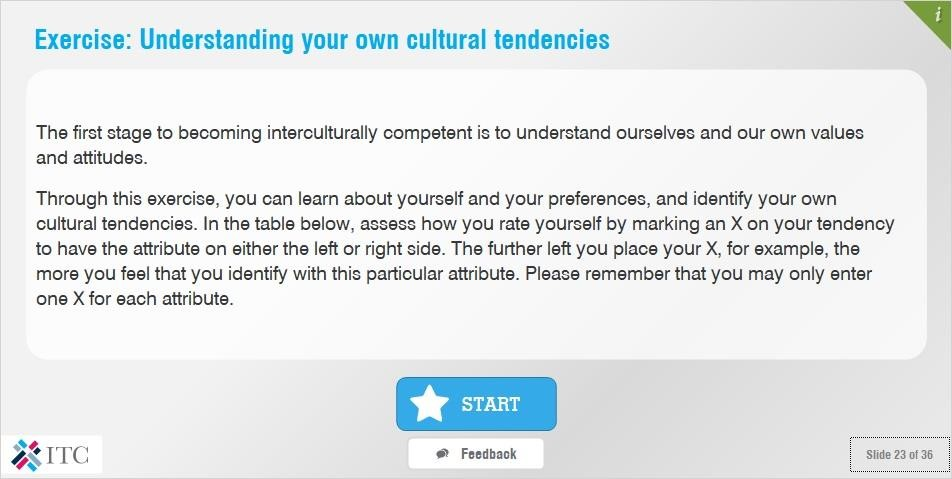 i
Exercise: Understanding your own cultural tendencies
The first stage to becoming interculturally competent is to understand ourselves and our own values
and attitudes.
Through this exercise, you can learn about yourself and your preferences, and identify your own
cultural tendencies. In the table below, assess how you rate yourself by marking an X on your tendency
to have the attribute on either the left or right side. The further left you place your X, for example, the
more you feel that you identify with this particular attribute. Please remember that you may only enter
one X for each attribute.
START
Feedback
ITC
Slide 23 of 36